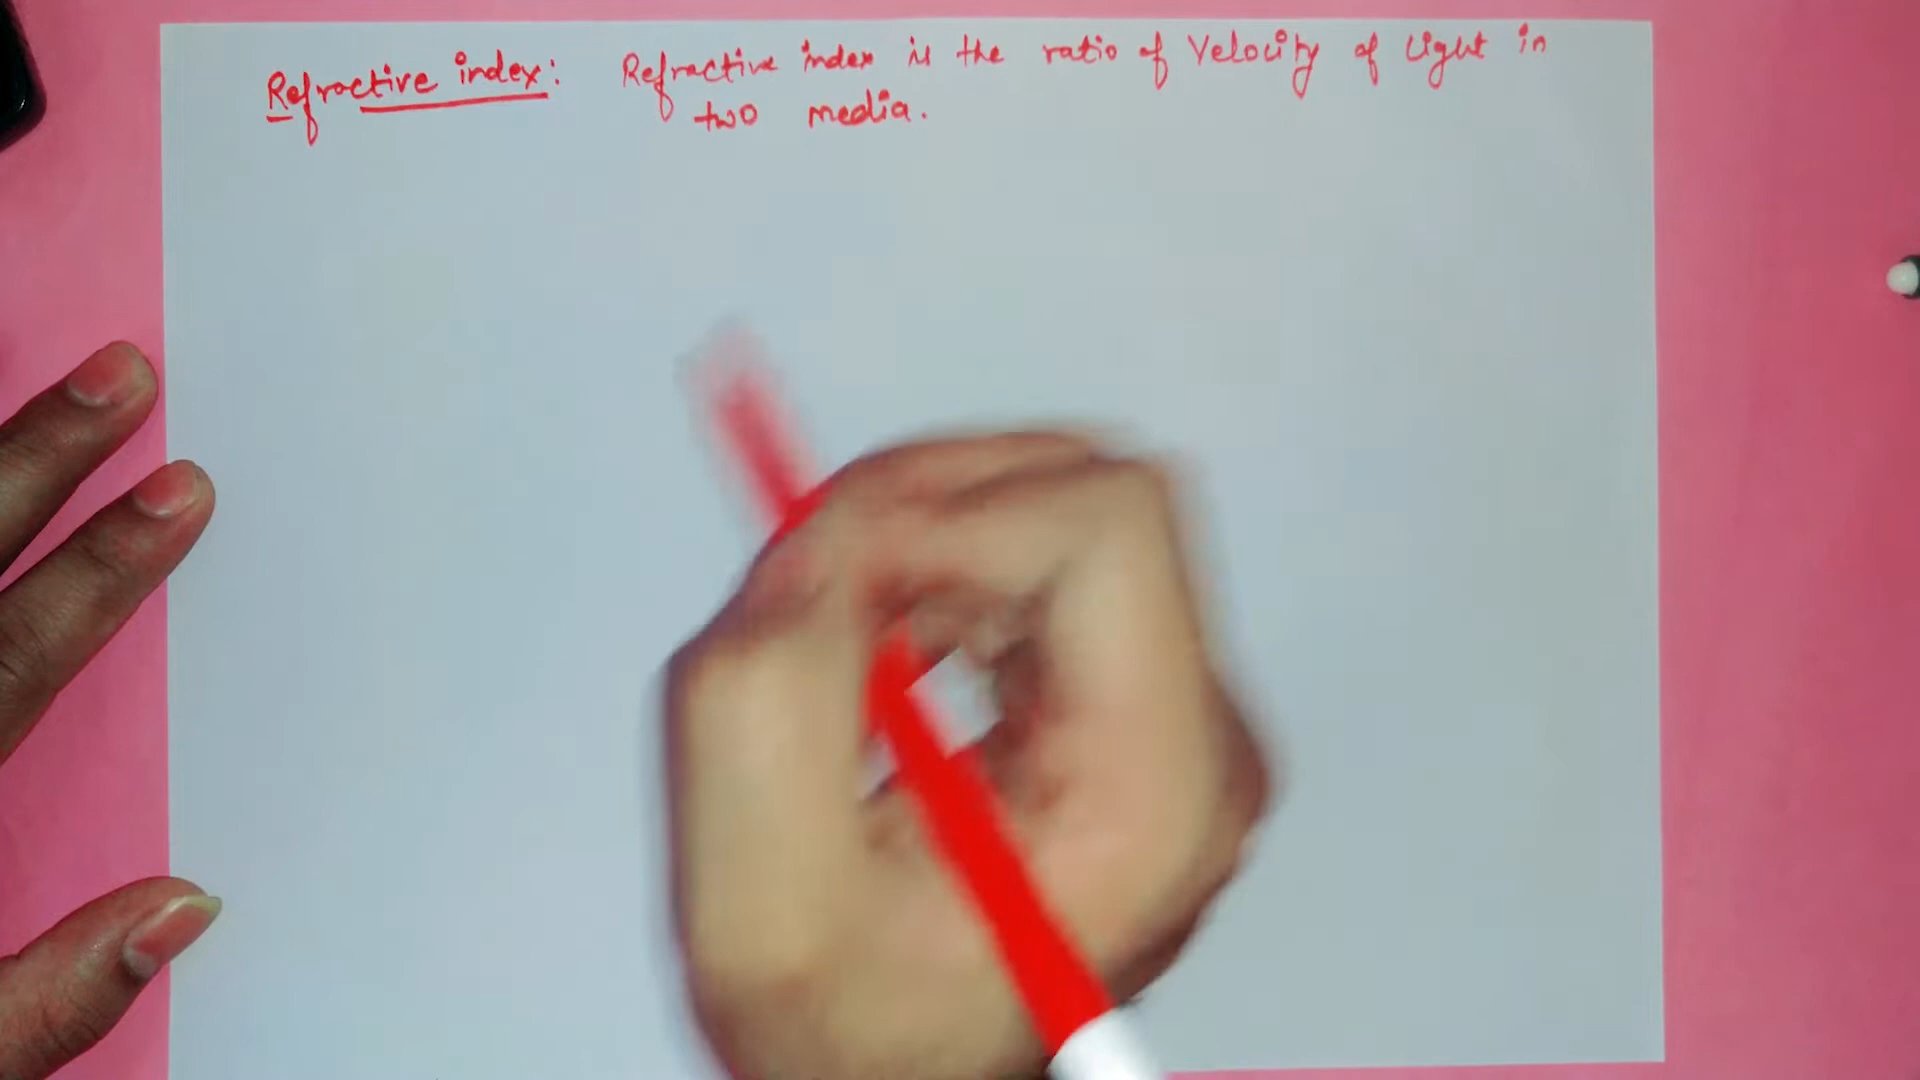 Refractive index: Refractive index is the ratio of Velocity of light in
two media.